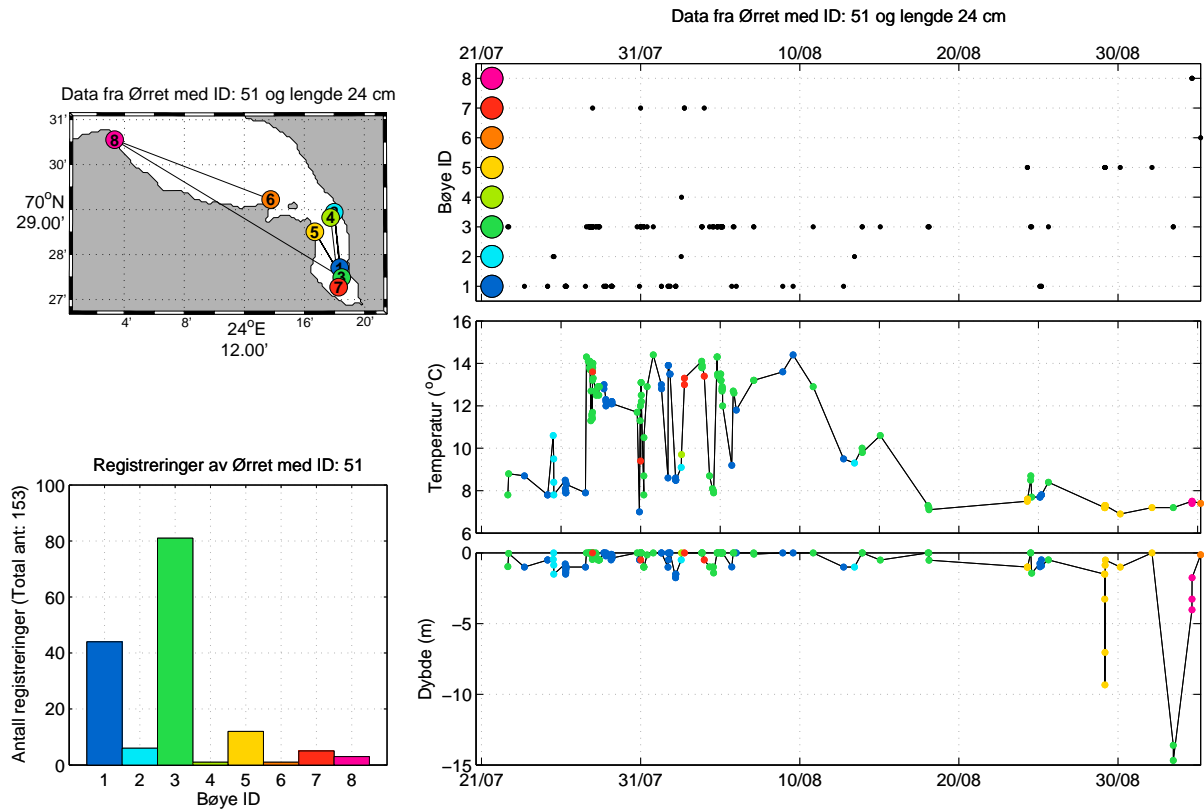 Data fra Ørret med ID: 51 og lengde 24 cm
21/07 31/07 10/08 20/08 30/08
8
7
6
5
4
3
2
1
Bøye ID
Data fra Ørret med ID: 51 og lengde 24 cm
31'
30'
70°N
29.00'
28'
27'
4' 8' 24°E 16' 20'
12.00'
8
6
4
5
3
7
16
14
12
10
8
6
Temperatur (°C)
Registreringer av Ørret med ID: 51
100
80
60
40
20
0
Antall registreringer (Total ant: 153)
1 2 3 4 5 6 7 8
Bøye ID
0
−5
−10
−15
Dybde (m)
21/07 31/07 10/08 20/08 30/08